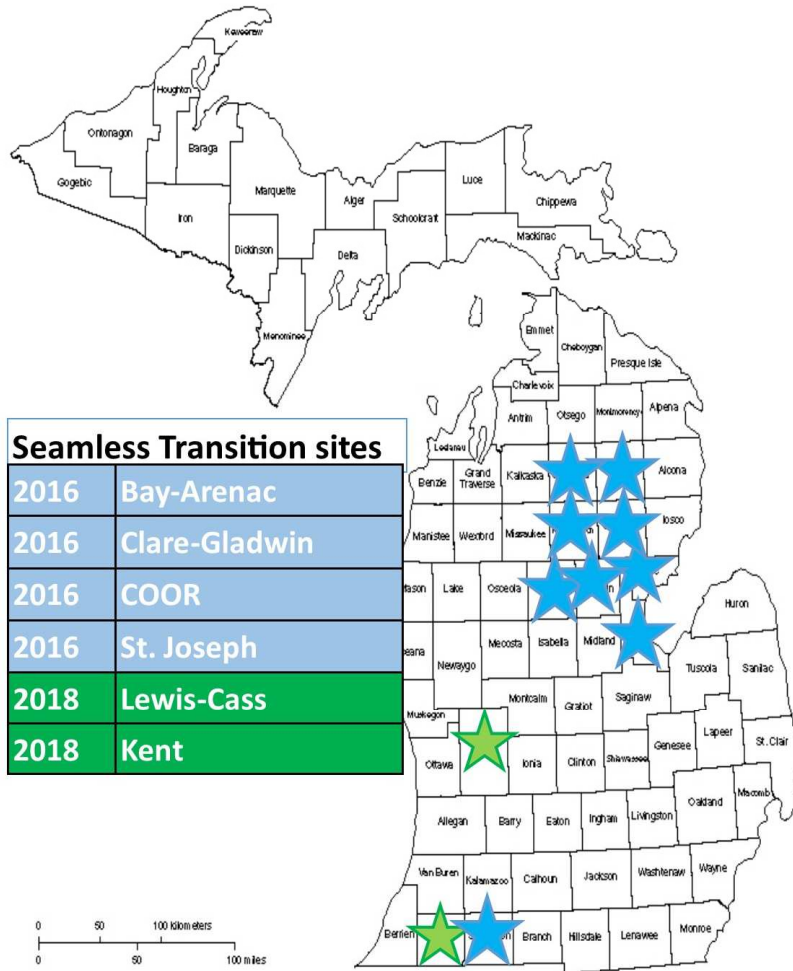 Keweenaw
Houghton
Ontonagon
Baraga
Gogebic
Marquette
Alger
Luce
Chippewa
Iron
Schoolcraft
Mackinac
Dickinson
Delta
Menominee
Emmet
Cheboygan
Presque Isle
Charlevoix
Antrim
Otsego
Montmorency
Alpena
Leelanau
Benzie
Grand
Traverse
Kalkaska
Alcona
Manistee
Wexford
Missaukee
Iosco
Seamless Transition sites
2016 Bay-Arenac
2016 Clare-Gladwin
2016 COOR
2016 St. Joseph
2018 Lewis-Cass
2018 Kent
ason
Lake
Osceola
Huron
eana
Newaygo
Mecosta
Isabella
Midland
Tuscola
Sanilac
Muskegon
Montcalm
Gratiot
Saginaw
Lapeer
St. Clair
Genesee
Ottawa
Ionia
Clinton
Shiawassee
Macomb
Oakland
Allegan
Barry
Eaton
Ingham
Livingston
Van Buren
Kalamazoo
Calhoun
Jackson
Washtenaw
Wayne
Berrien
Branch
Hillsdale
Lenawee
Monroe
0 50 100 kilometers
0 50 100 miles